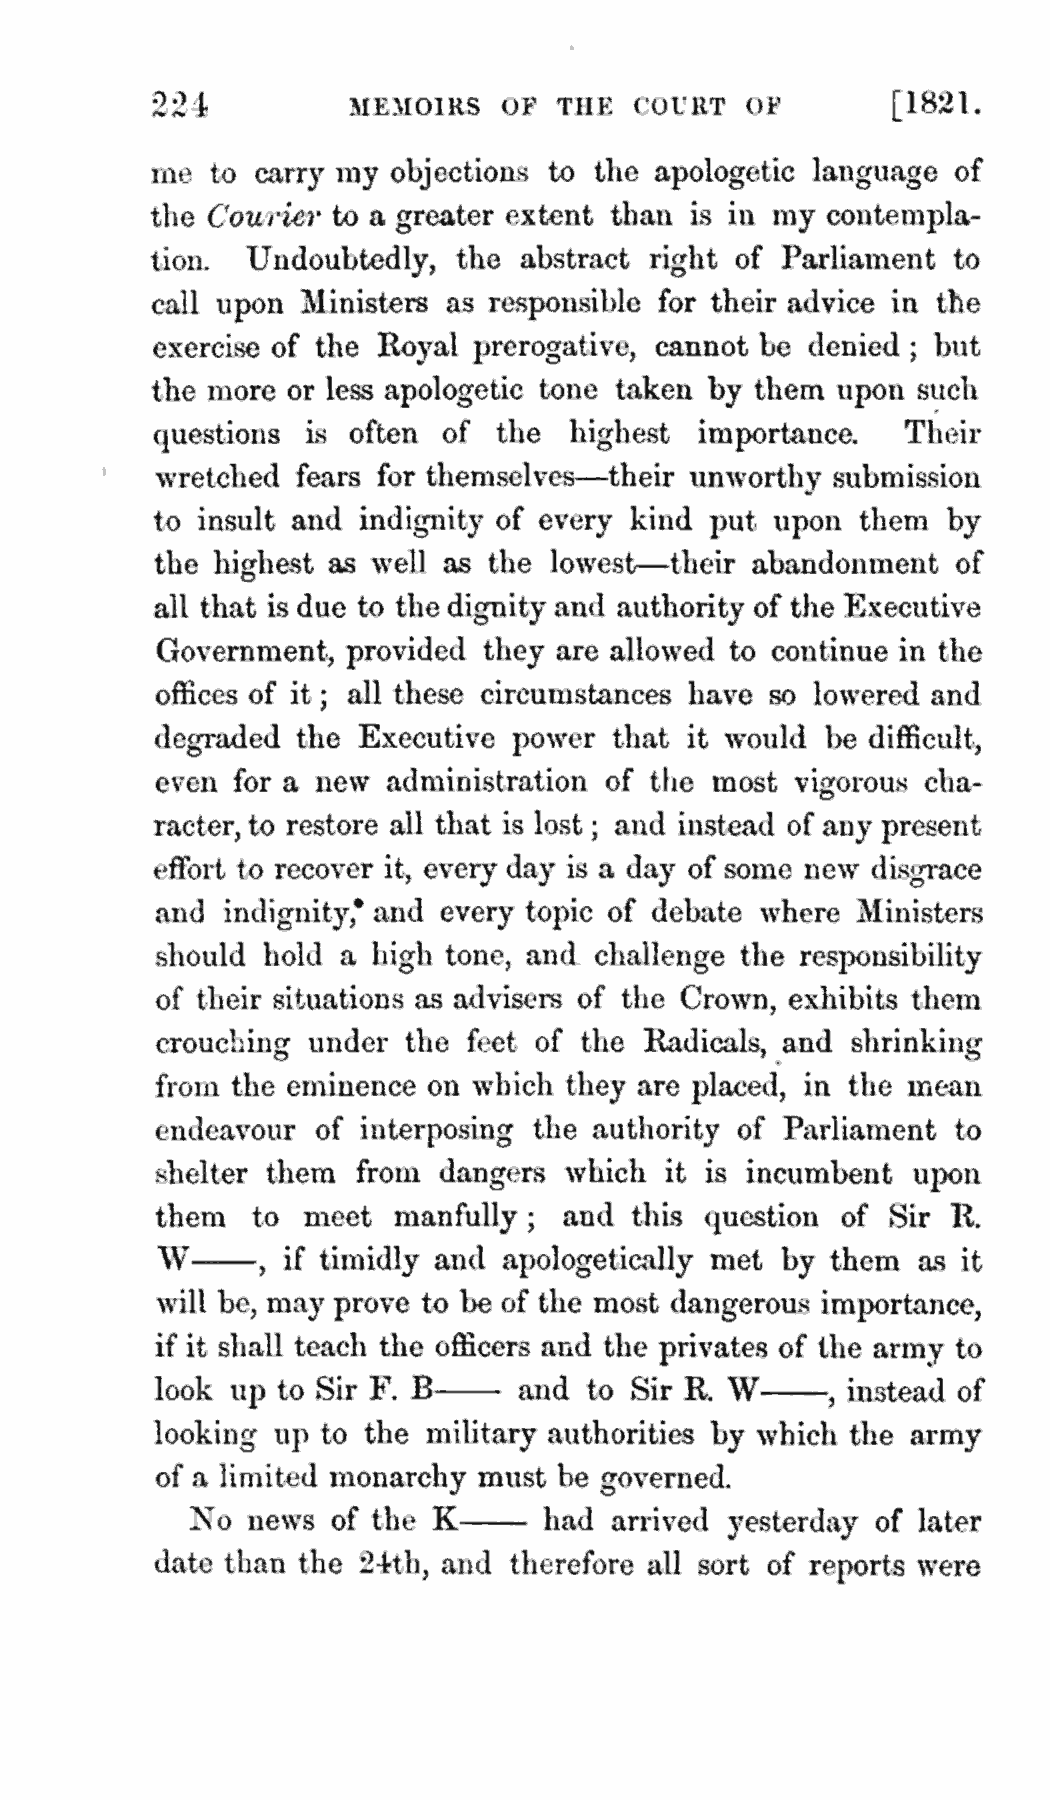 224 MEMOIRS OF THE COURT OF [1821.
me to carry my objections to the apologetic language of
the Courier to a greater extent than is in my contempla-
tion. Undoubtedly, the abstract right of Parliament to
call upon Ministers as responsible for their advice in the
exercise of the Royal prerogative, cannot be denied ; but
the more or less apologetic tone taken by them upon such
questions is often of the highest importance. Their
wretched fears for themselves—their unworthy submission
to insult and indignity of every kind put upon them by
the highest as well as the lowest—their abandonment of
all that is due to the dignity and authority of the Executive
Government, provided they are allowed to continue in the
offices of it ; all these circumstances have so lowered and
degraded the Executive power that it would be difficult,
even for a new administration of the most vigorous cha-
racter, to restore all that is lost ; and instead of any present
effort to recover it, every day is a day of some new disgrace
and indignity,• and every topic of debate where Ministers
should hold a high tone, and challenge the responsibility
of their situations as advisers of the Crown, exhibits them
crouching under the feet of the Radicals, and shrinking
from the eminence on which they are placed, in the mean
endeavour of interposing the authority of Parliament to
shelter them from dangers which it is incumbent upon
them to meet manfully ; and this question of Sir R.
W——, if timidly and apologetically met by them as it
will be, may prove to be of the most dangerous importance,
if it shall teach the officers and the privates of the army to
look up to Sir F. B—— and to Sir R. W——, instead of
looking up to the military authorities by which the army
of a limited monarchy must be governed.
No news of the K—— had arrived yesterday of later
date than the 24th, and therefore all sort of reports were